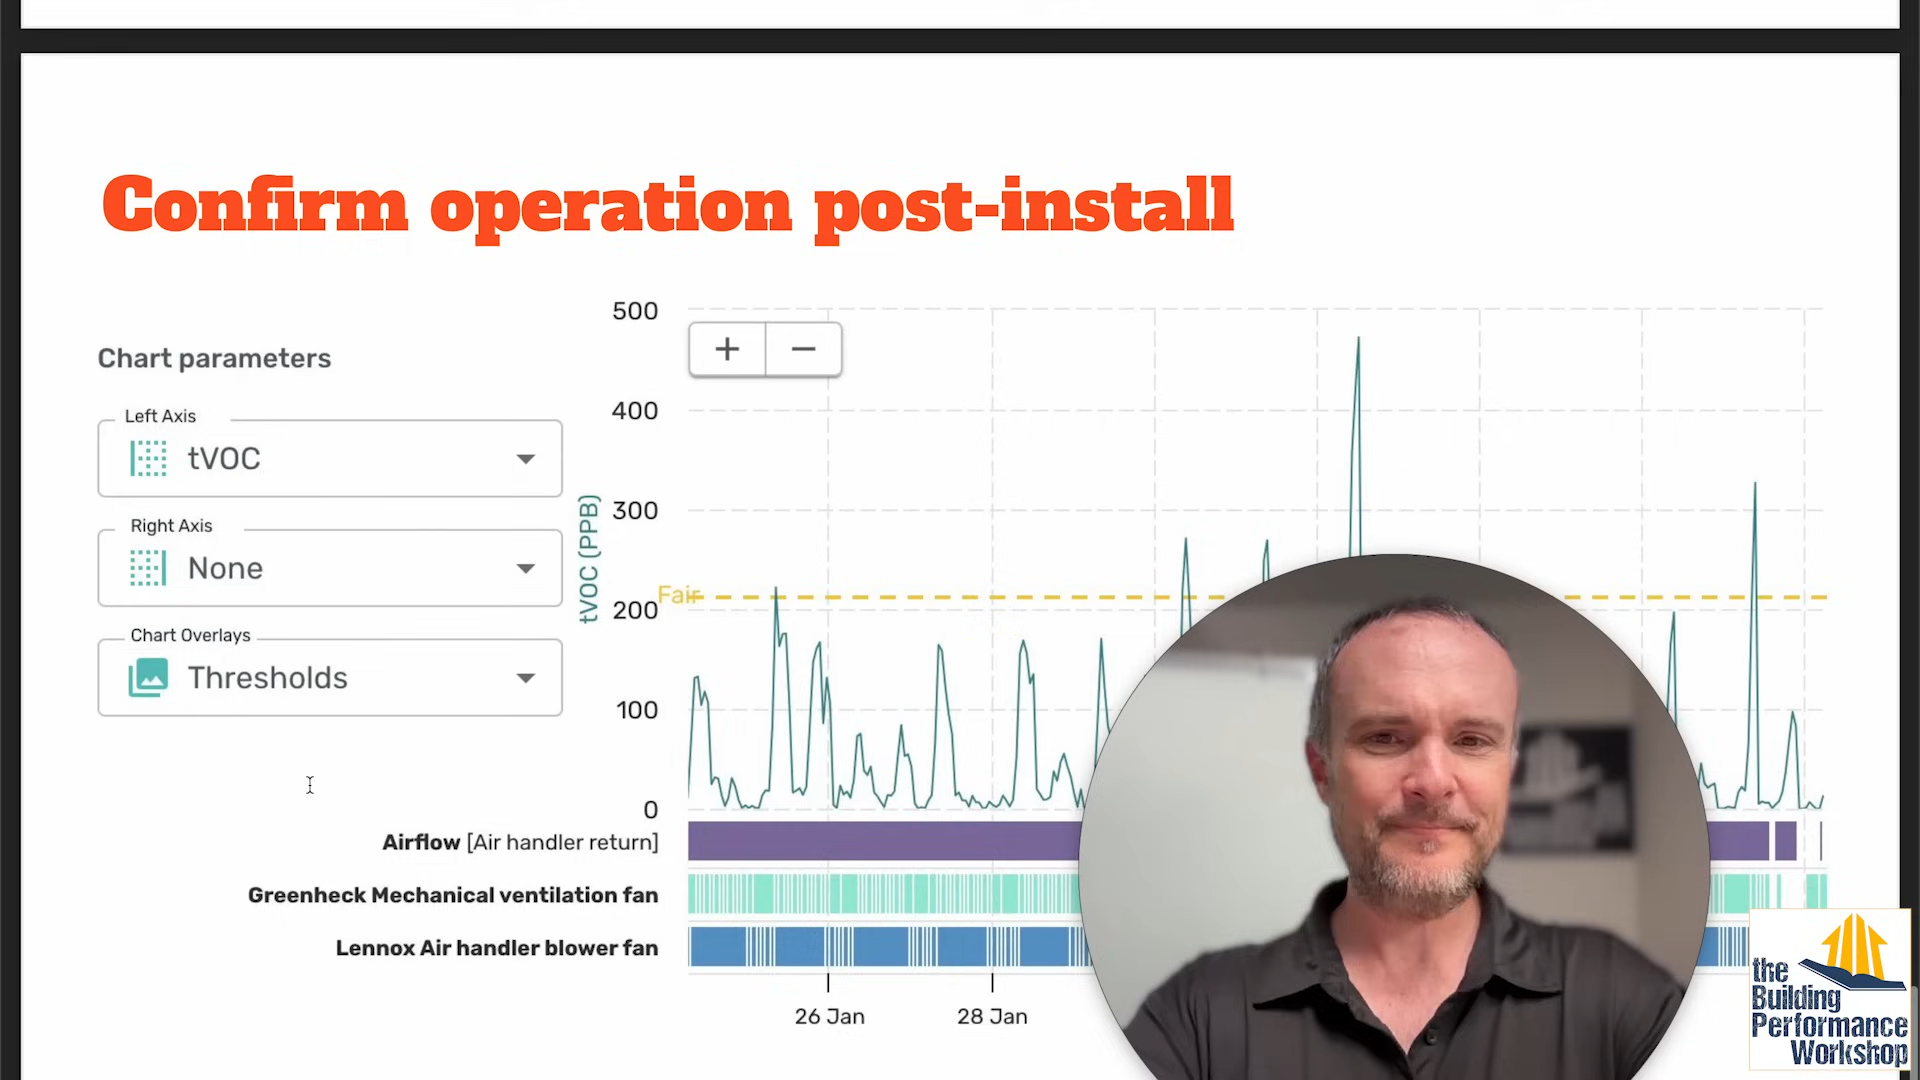 Confirm operation post-install
Chart parameters
Left Axis
tVOC
Right Axis
None
Chart Overlays
Thresholds
+ −
tVOC (PPB)
500
400
300
Fair
200
100
0
Airflow [Air handler return]
Greenheck Mechanical ventilation fan
Lennox Air handler blower fan
26 Jan
28 Jan
the
Building
Performance
Workshop